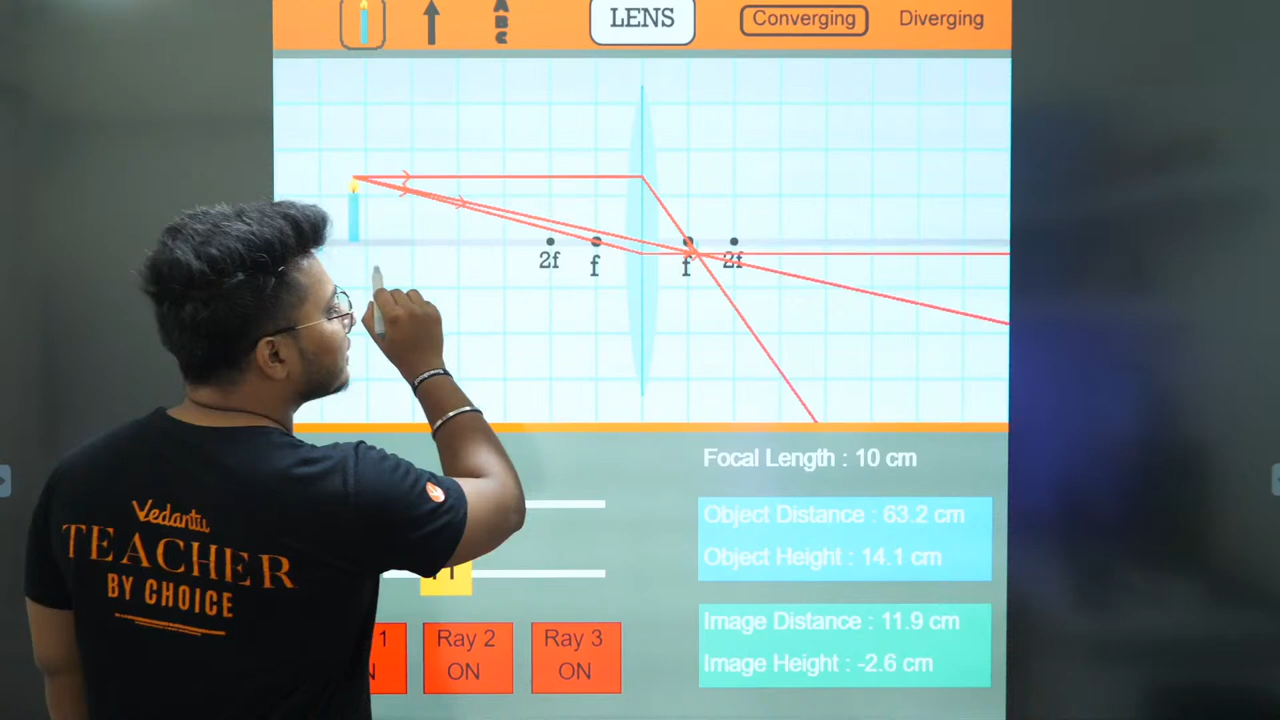 A
B
C
LENS
Converging
Diverging
2f
f
f
2f
Focal Length : 10 cm
Object Distance : 63.2 cm
Object Height : 14.1 cm
Image Distance : 11.9 cm
Image Height : -2.6 cm
1
Ray 2
ON
Ray 3
ON
Vedantu
TEACHER
BY CHOICE